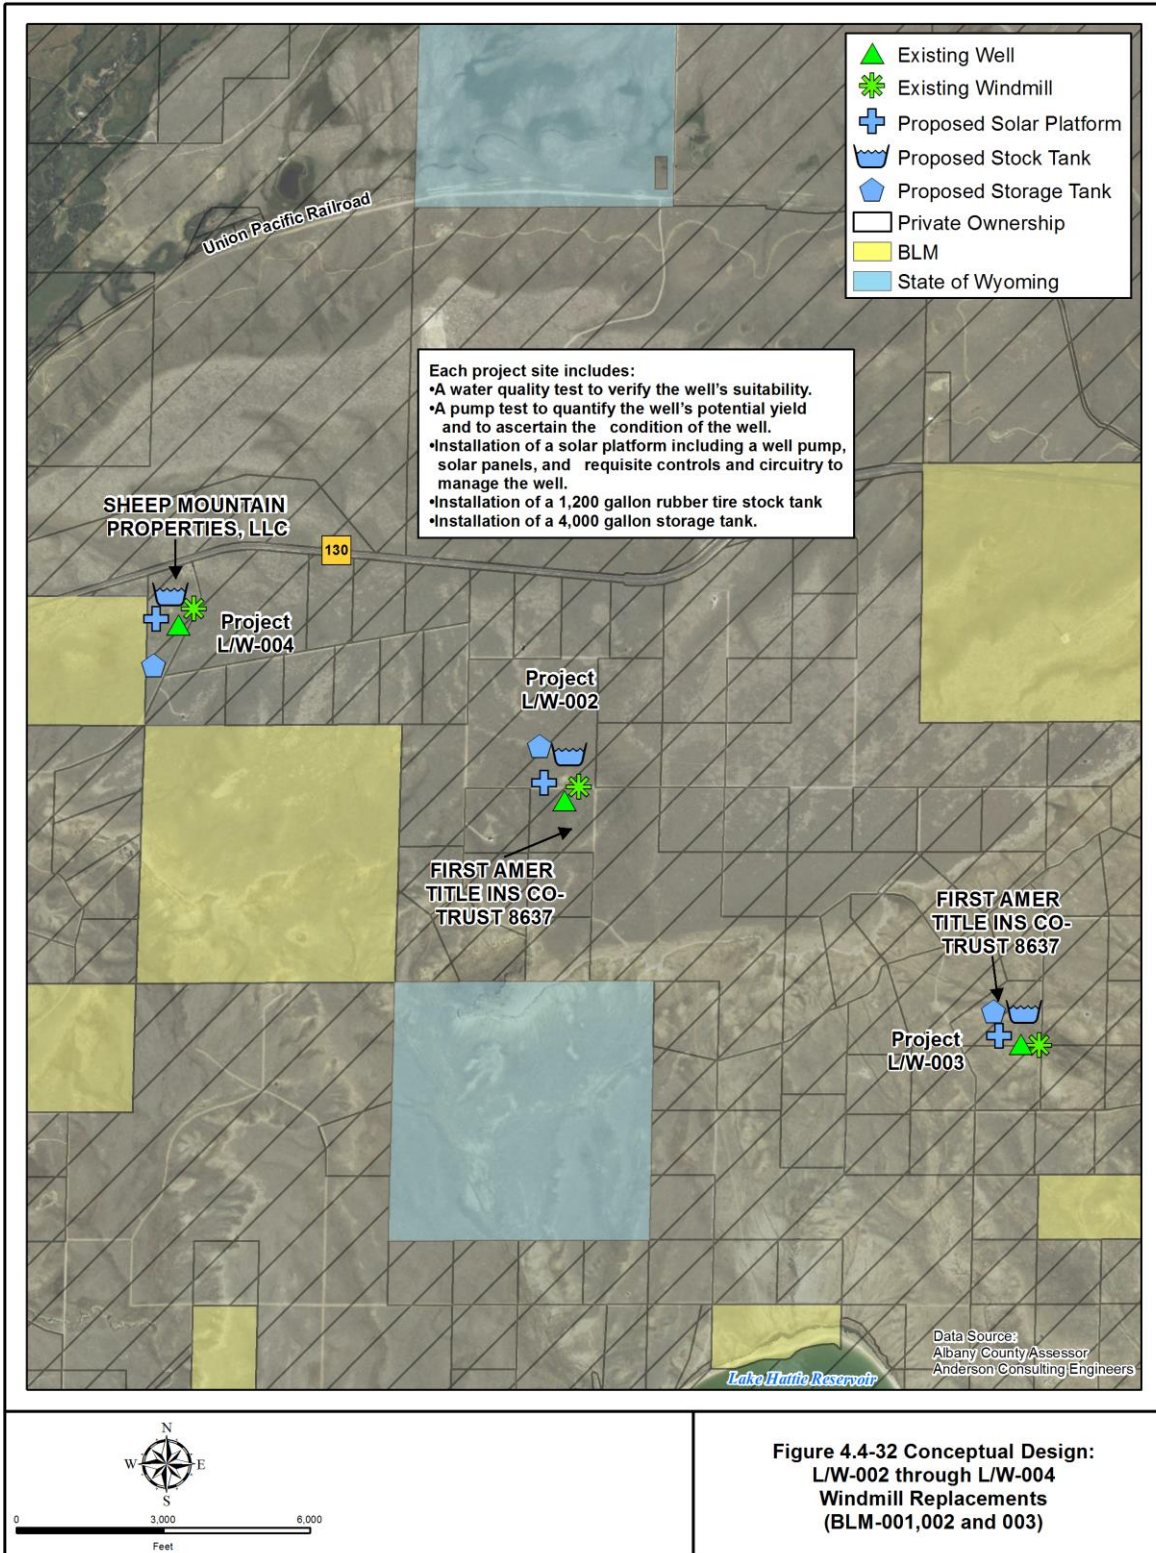 Existing Well
Existing Windmill
Proposed Solar Platform
Proposed Stock Tank
Proposed Storage Tank
Private Ownership
BLM
State of Wyoming
Union Pacific Railroad
Each project site includes:
•A water quality test to verify the well's suitability.
•A pump test to quantify the well's potential yield
and to ascertain the condition of the well.
•Installation of a solar platform including a well pump,
solar panels, and requisite controls and circuitry to
manage the well.
•Installation of a 1,200 gallon rubber tire stock tank
•Installation of a 4,000 gallon storage tank.
SHEEP MOUNTAIN
PROPERTIES, LLC
130
Project
L/W-004
Project
L/W-002
FIRST AMER
TITLE INS CO-
TRUST 8637
FIRST AMER
TITLE INS CO-
TRUST 8637
Project
L/W-003
Data Source:
Albany County Assessor
Anderson Consulting Engineers
Lake Hattie Reservoir
N
W E
S
0 3,000 6,000
Feet
Figure 4.4-32 Conceptual Design:
L/W-002 through L/W-004
Windmill Replacements
(BLM-001,002 and 003)